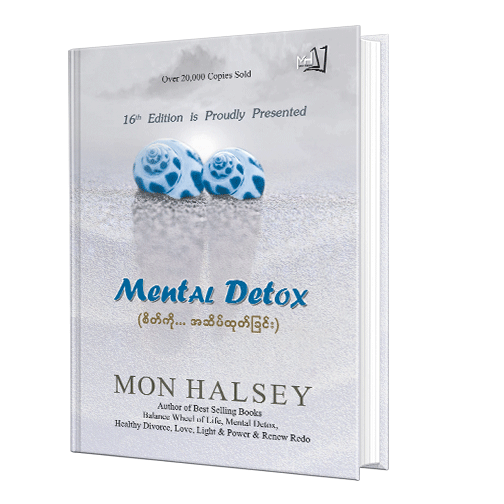 MH
Over 20,000 Copies Sold
16th Edition is Proudly Presented
Mental Detox
(စိတ်ကို... အဆိပ်ထုတ်ခြင်း)
MON HALSEY
Author of Best Selling Books
Balance Wheel of Life, Mental Detox,
Healthy Divorce, Love, Light & Power & Renew Redo